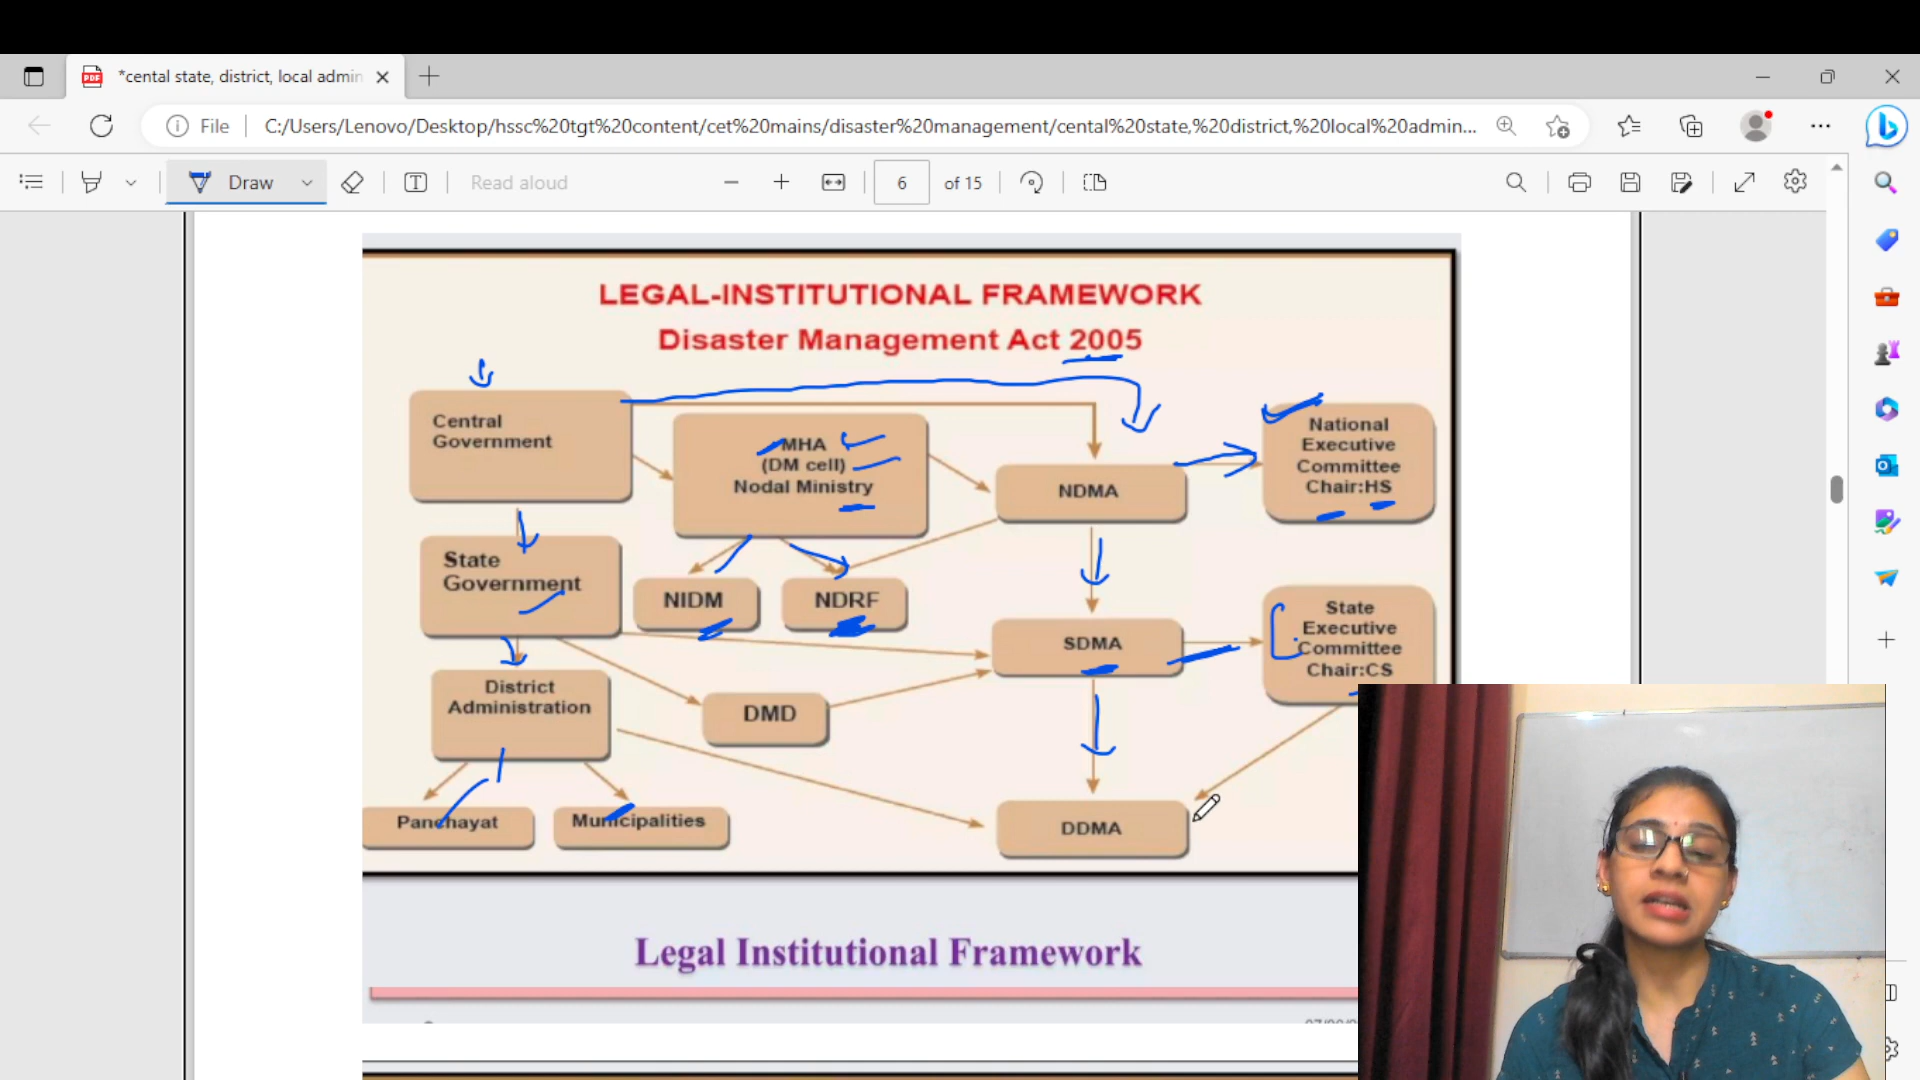 *cental state, district, local admin
File
C:/Users/Lenovo/Desktop/hssc%20tgt%20content/cet%20mains/disaster%20management/cental%20state,%20district,%20local%20admin...
Draw
Read aloud
6
of 15
LEGAL-INSTITUTIONAL FRAMEWORK
Disaster Management Act 2005
Central
Government
MHA
(DM cell)
Nodal Ministry
NDMA
National
Executive
Committee
Chair:HS
State
Government
NIDM
NDRF
SDMA
State
Executive
Committee
Chair:CS
District
Administration
DMD
Panchayat
Municipalities
DDMA
Legal Institutional Framework